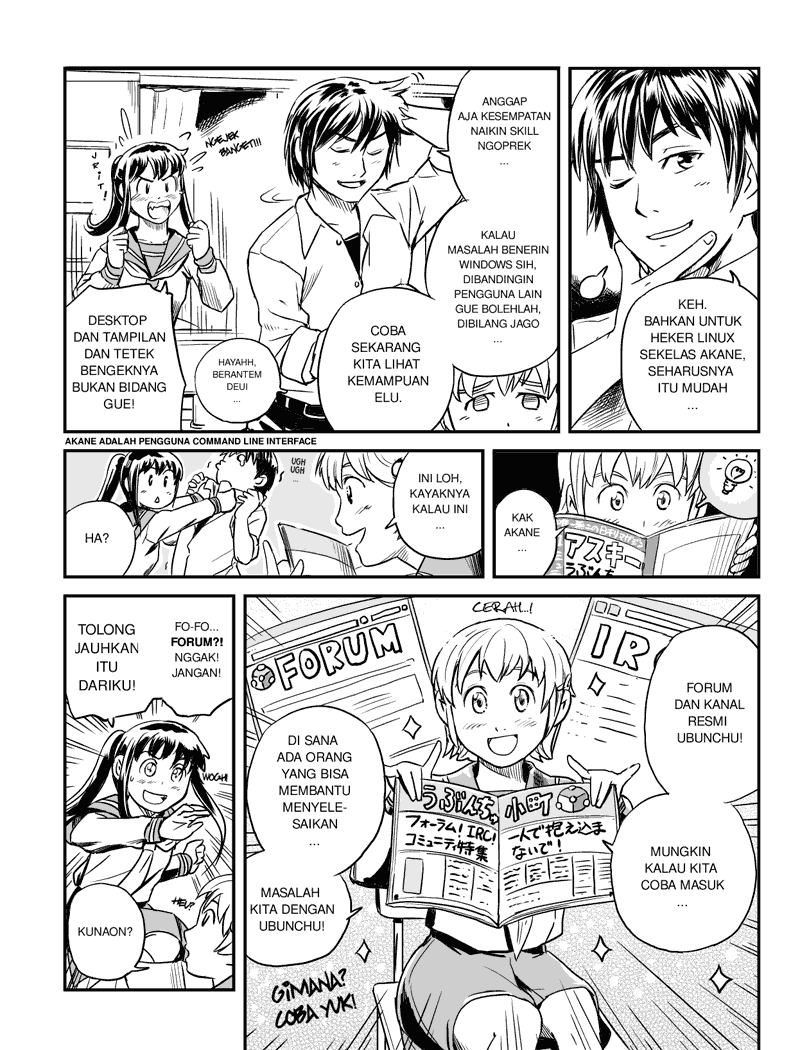 KEH.
BAHKAN UNTUK
HEKER LINUX
SEKELAS AKANE,
SEHARUSNYA
ITU MUDAH
...
ANGGAP
AJA KESEMPATAN
NAIKIN SKILL
NGOPREK
...
KALAU
MASALAH BENERIN
WINDOWS SIH,
DIBANDINGIN
PENGGUNA LAIN
GUE BOLEHLAH,
DIBILANG JAGO
...
COBA
SEKARANG
KITA LIHAT
KEMAMPUAN
ELU.
NGEJEK
BANGET!!!
JRIT!
HAYAHH,
BERANTEM
DEUI
...
DESKTOP
DAN TAMPILAN
DAN TETEK
BENGEKNYA
BUKAN BIDANG
GUE!
AKANE ADALAH PENGGUNA COMMAND LINE INTERFACE
KAK
AKANE
...
アスキー
うぶんち
INI LOH,
KAYAKNYA
KALAU INI
...
UGH
UGH
...
HA?
CERAH...!
FORUM
IRC
FORUM
DAN KANAL
RESMI
UBUNCHU!
MUNGKIN
KALAU KITA
COBA MASUK
...
DI SANA
ADA ORANG
YANG BISA
MEMBANTU
MENYELE-
SAIKAN
...
MASALAH
KITA DENGAN
UBUNCHU!
うぶんちゅ 小町
フォーラム! IRC!
コミュニティ特集
一人で抱え込ま
ないで!
GIMANA?
COBA YUK!
FO-FO...
FORUM?!
NGGAK!
JANGAN!
TOLONG
JAUHKAN
ITU
DARIKU!
WOGH!
HEU?
KUNAON?